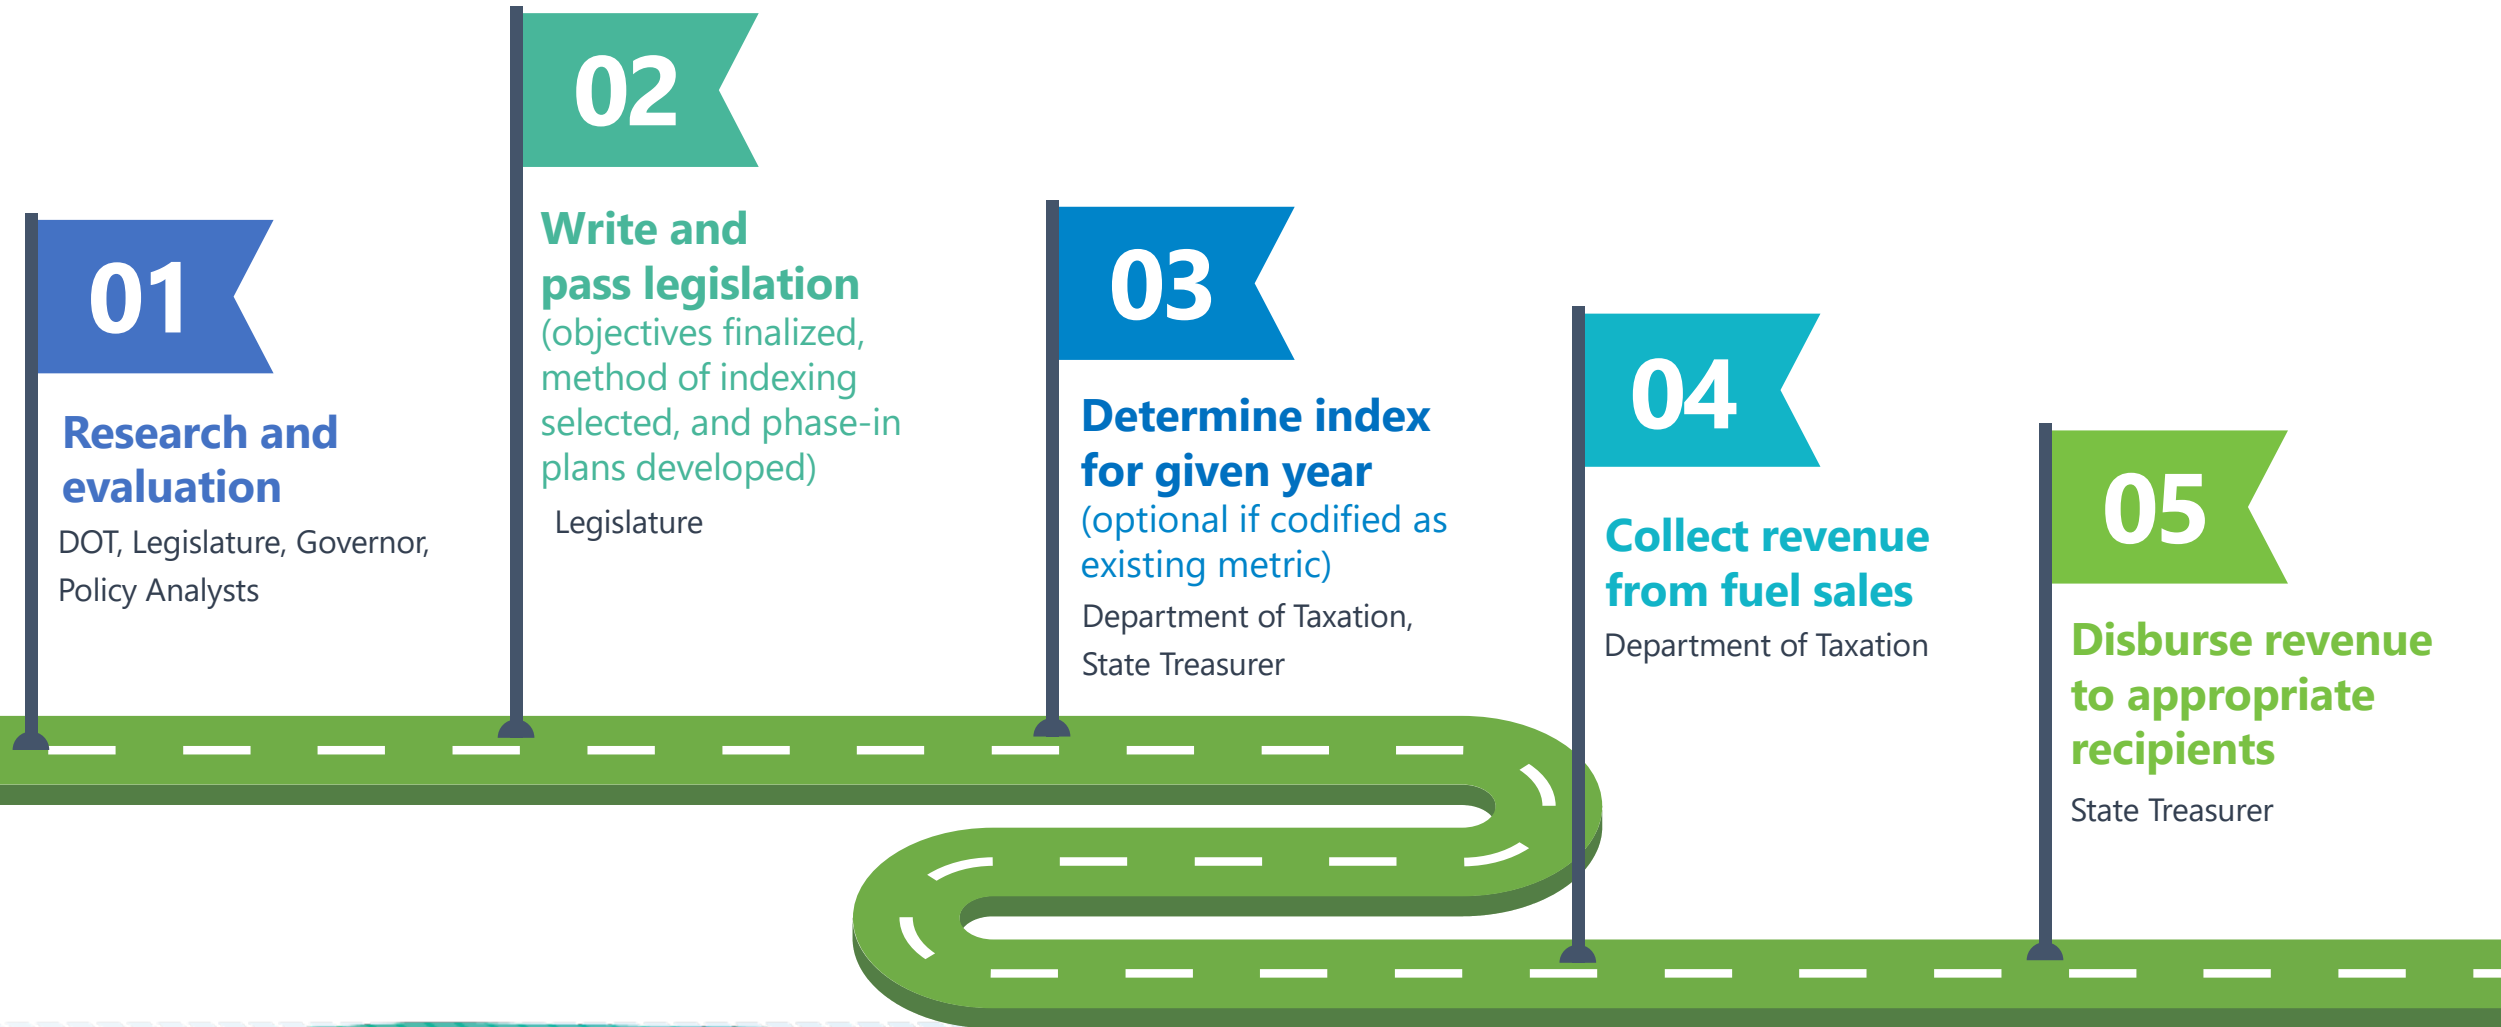 01
Research and
evaluation
DOT, Legislature, Governor,
Policy Analysts
02
Write and
pass legislation
(objectives finalized,
method of indexing
selected, and phase-in
plans developed)
Legislature
03
Determine index
for given year
(optional if codified as
existing metric)
Department of Taxation,
State Treasurer
04
Collect revenue
from fuel sales
Department of Taxation
05
Disburse revenue
to appropriate
recipients
State Treasurer